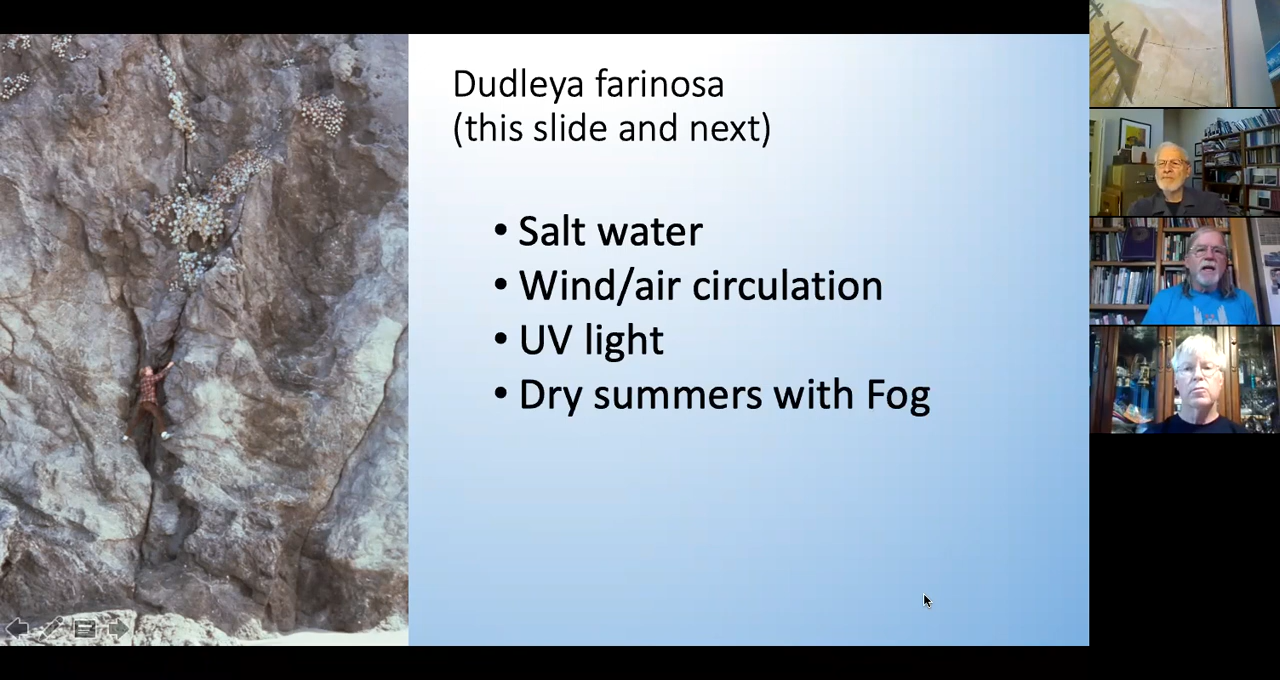 Dudleya farinosa
(this slide and next)
• Salt water
• Wind/air circulation
• UV light
• Dry summers with Fog